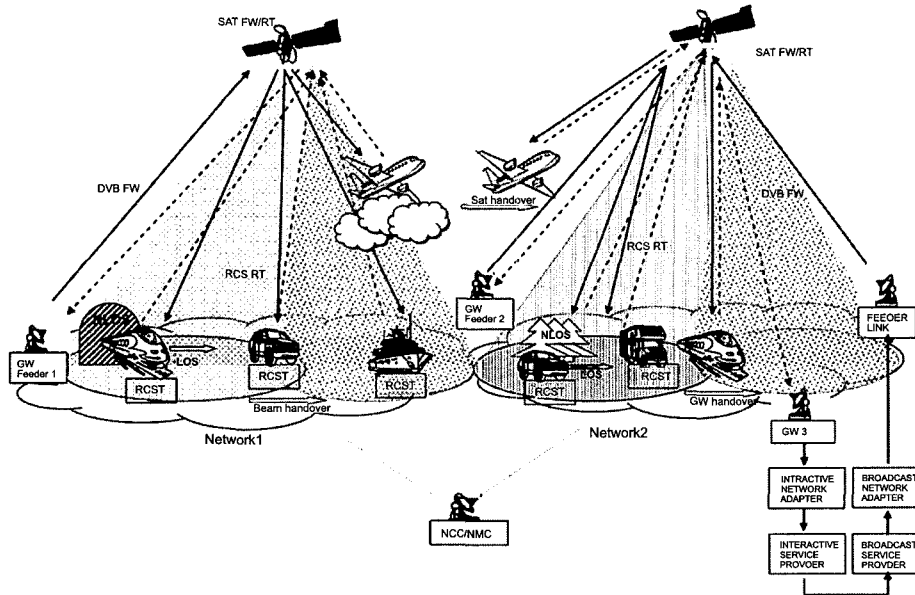 SAT FW/RT
SAT FW/RT
DVB FW
Sat handover
DVB FW
RCS RT
RCS RT
GW
Feeder 2
FEEOER
LINK
NLOS
NLOS
GW
Feeder 1
LOS
LOS
RCST
RCST
RCST
RCST
RCST
Beam handover
GW handover
Network1
Network2
GW 3
NCC/NMC
INTRACTIVE
NETWORK
ADAPTER
BROADCAST
NETWORK
ADAPTER
INTERACTIVE
SERVICE
PROVOER
BROADCAST
SERVICE
PROVDER